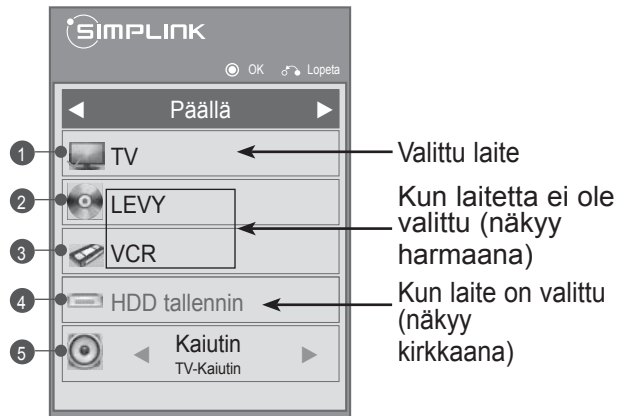 SIMPLINK
OK Lopeta
Päällä
1 TV
Valittu laite
2 LEVY
3 VCR
Kun laitetta ei ole
valittu (näkyy
harmaana)
4 HDD tallennin
Kun laite on valittu
(näkyy
kirkkaana)
5 Kaiutin
TV-Kaiutin